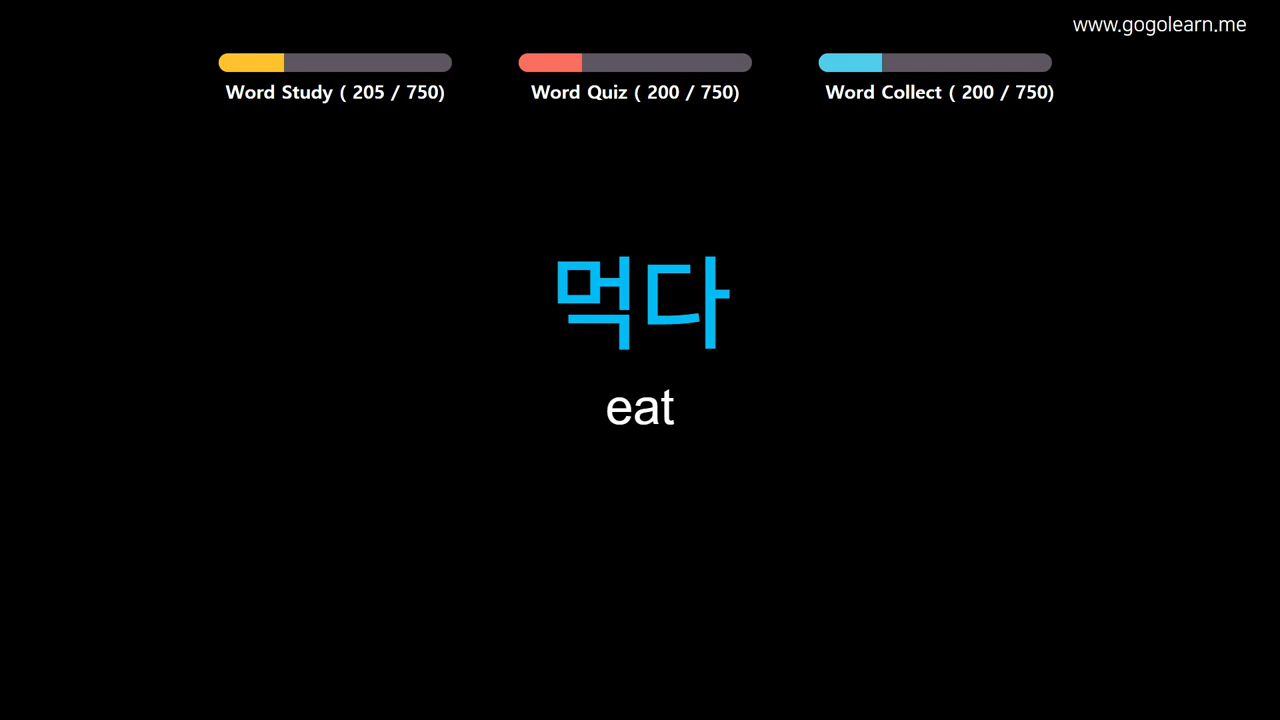 www.gogolearn.me
Word Study ( 205 / 750)
Word Quiz ( 200 / 750)
Word Collect ( 200 / 750)
먹다
eat